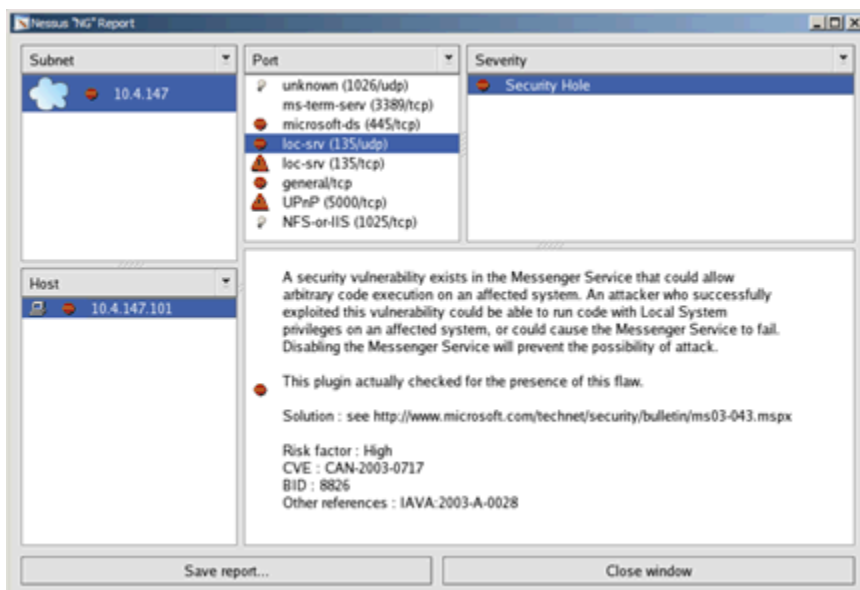 Nessus "NG" Report
Subnet
10.4.147
Port
unknown (1026/udp)
ms-term-serv (3389/tcp)
microsoft-ds (445/tcp)
loc-srv (135/udp)
loc-srv (135/tcp)
general/tcp
UPnP (5000/tcp)
NFS-or-IIS (1025/tcp)
Severity
Security Hole
Host
10.4.147.101
A security vulnerability exists in the Messenger Service that could allow
arbitrary code execution on an affected system. An attacker who successfully
exploited this vulnerability could be able to run code with Local System
privileges on an affected system, or could cause the Messenger Service to fail.
Disabling the Messenger Service will prevent the possibility of attack.
This plugin actually checked for the presence of this flaw.
Solution : see http://www.microsoft.com/technet/security/bulletin/ms03-043.mspx
Risk factor : High
CVE : CAN-2003-0717
BID : 8826
Other references : IAVA:2003-A-0028
Save report...
Close window